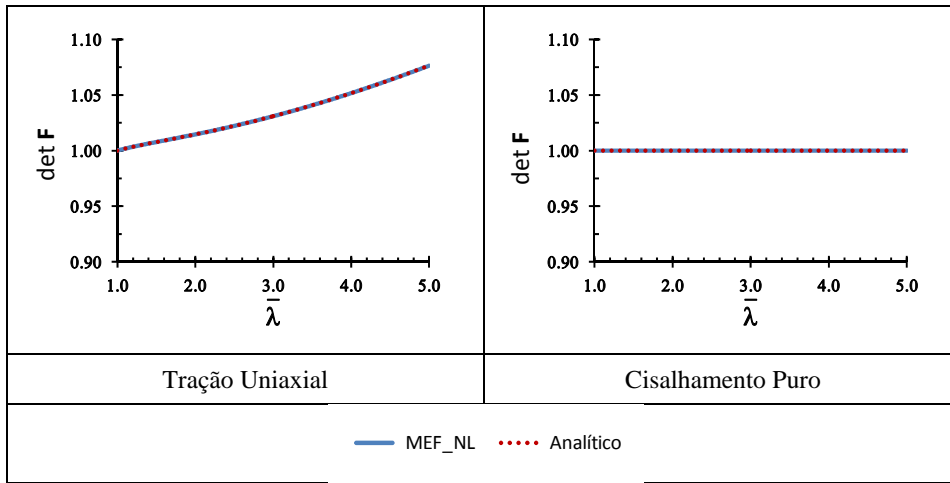 1.10
1.05
1.00
0.95
0.90
det F
1.0 2.0 3.0 4.0 5.0
λ̄
Tração Uniaxial
1.10
1.05
1.00
0.95
0.90
det F
1.0 2.0 3.0 4.0 5.0
λ̄
Cisalhamento Puro
MEF_NL Analítico